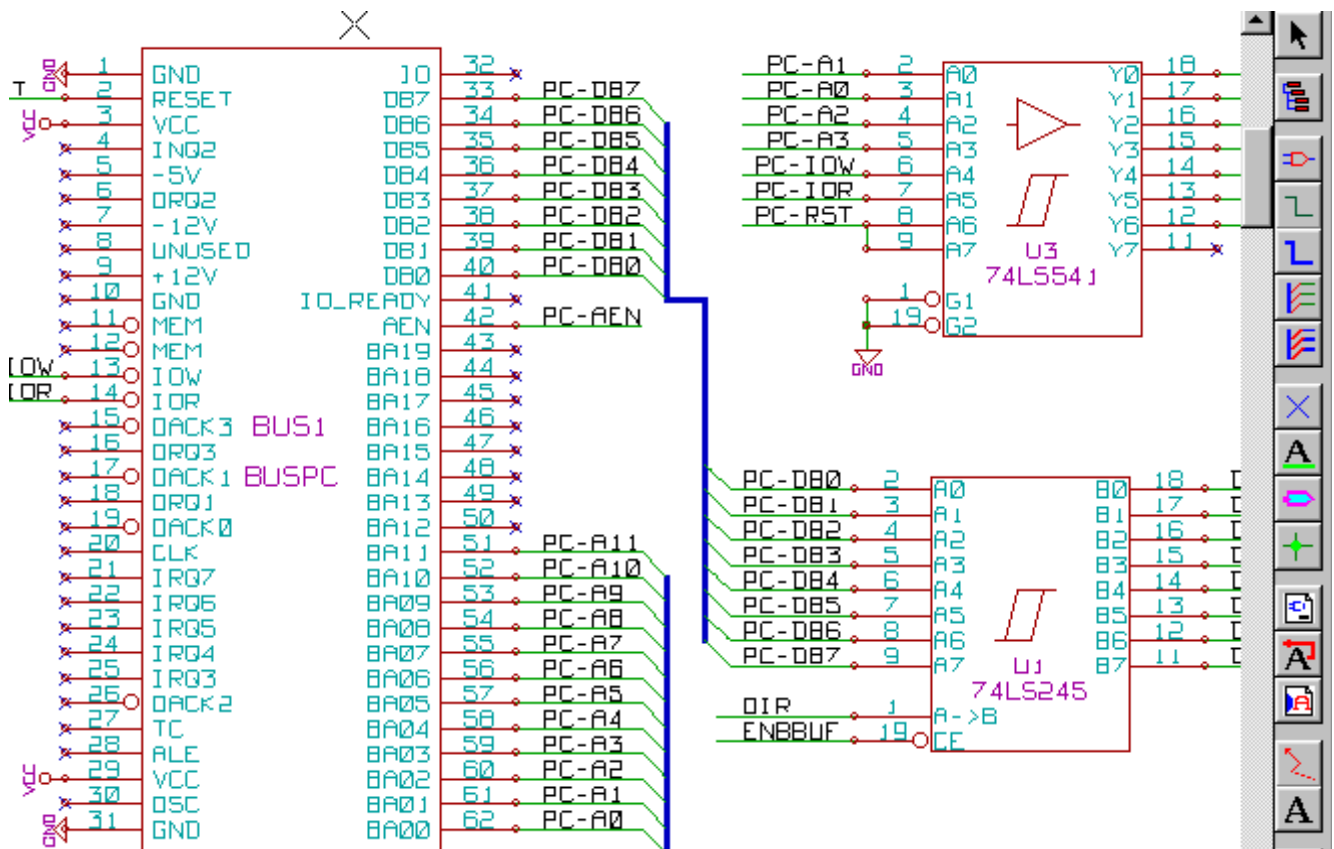 GND 1 GND IO 32
T 2 RESET DB7 33 PC-DB7
VCC 3 VCC DB6 34 PC-DB6
4 INQ2 DB5 35 PC-DB5
5 -5V DB4 36 PC-DB4
6 DRQ2 DB3 37 PC-DB3
7 -12V DB2 38 PC-DB2
8 UNUSED DB1 39 PC-DB1
9 +12V DB0 40 PC-DB0
10 GND IO_READY 41
11 MEM AEN 42 PC-AEN
12 MEM BA19 43
IOW 13 IOW BA18 44
IOR 14 IOR BA17 45
15 DACK3 BUS1 BA16 46
16 DRQ3 BA15 47
17 DACK1 BUSPC BA14 48
18 DRQ1 BA13 49
19 DACK0 BA12 50
20 CLK BA11 51 PC-A11
21 IRQ7 BA10 52 PC-A10
22 IRQ6 BA09 53 PC-A9
23 IRQ5 BA08 54 PC-A8
24 IRQ4 BA07 55 PC-A7
25 IRQ3 BA06 56 PC-A6
26 DACK2 BA05 57 PC-A5
27 TC BA04 58 PC-A4
28 ALE BA03 59 PC-A3
VCC 29 VCC BA02 60 PC-A2
30 OSC BA01 61 PC-A1
GND 31 GND BA00 62 PC-A0
PC-A1 2 A0 Y0 18
PC-A0 3 A1 Y1 17
PC-A2 4 A2 Y2 16
PC-A3 5 A3 Y3 15
PC-IOW 6 A4 Y4 14
PC-IOR 7 A5 Y5 13
PC-RST 8 A6 Y6 12
9 A7 U3 Y7 11
74LS541
1 G1
19 G2
GND
PC-DB0 2 A0 B0 18
PC-DB1 3 A1 B1 17
PC-DB2 4 A2 B2 16
PC-DB3 5 A3 B3 15
PC-DB4 6 A4 B4 14
PC-DB5 7 A5 B5 13
PC-DB6 8 A6 B6 12
PC-DB7 9 A7 U1 B7 11
74LS245
DIR 1 A->B
ENBBUF 19 CE
A
A
A
A